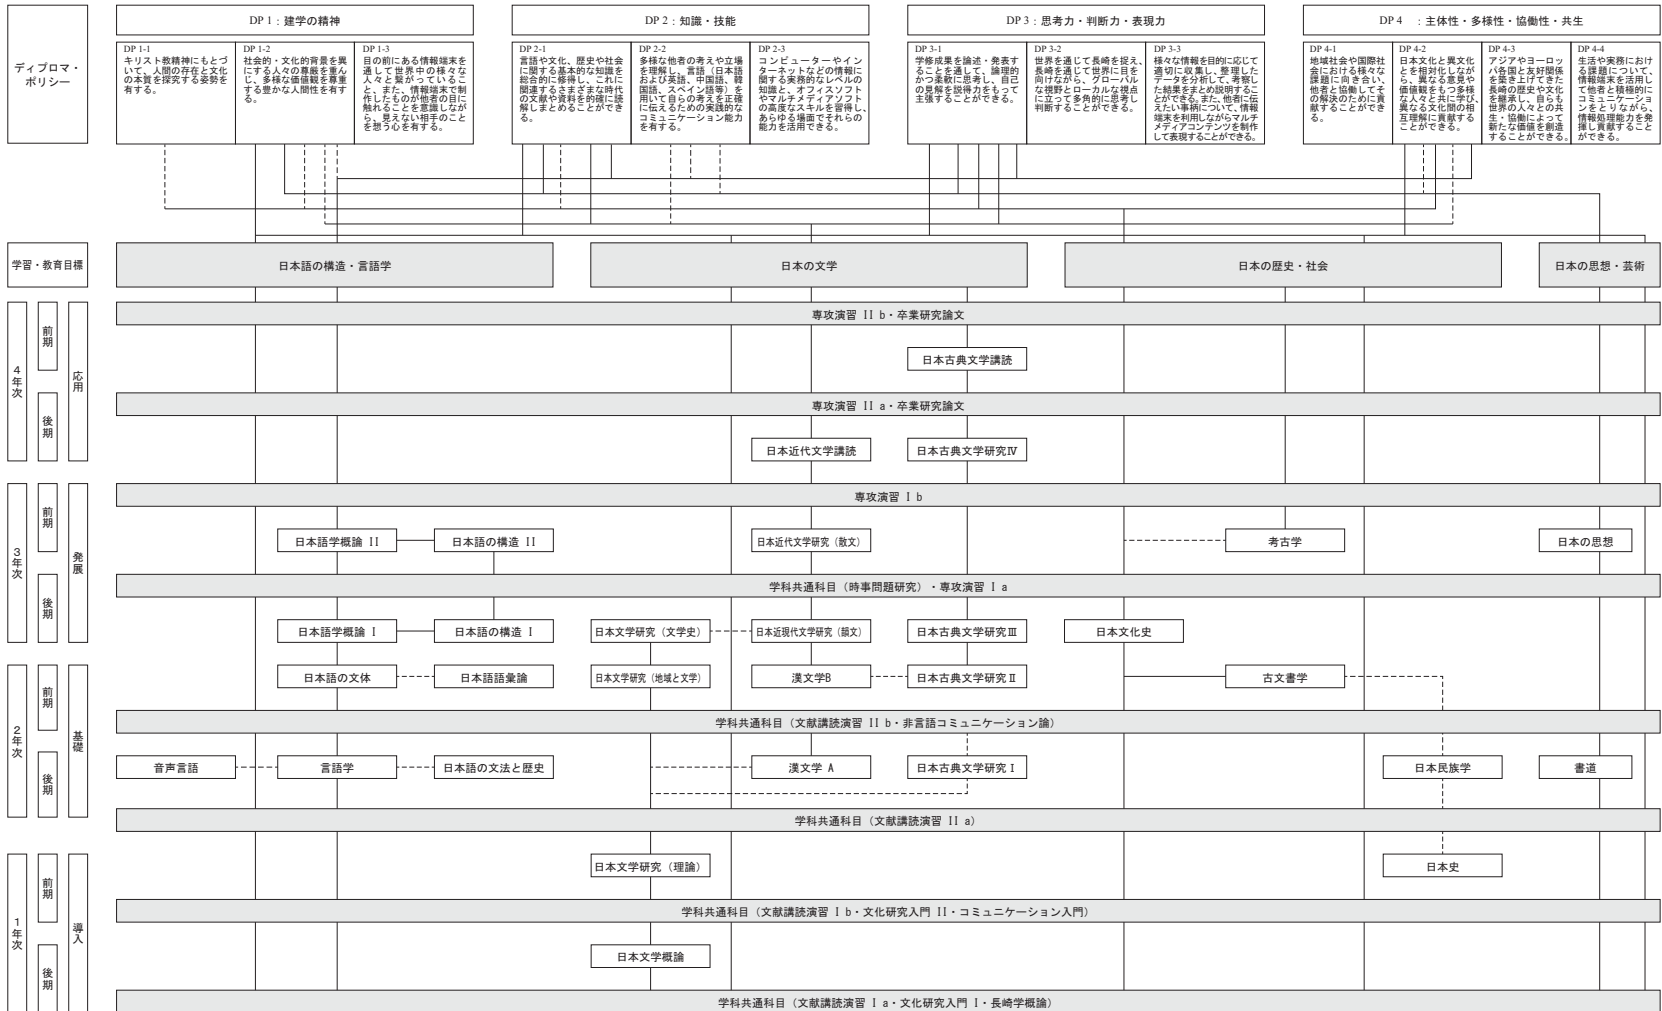 ディプロマ・
ポリシー
DP 1：建学の精神
DP 1-1
キリスト教精神にもとづ
いて、人間の存在と文化
の本質を探究する姿勢を
有する。
DP 1-2
社会的・文化的背景を異
にする人々の尊厳を重ん
じ、多様な価値観を尊重
する豊かな人間性を有す
る。
DP 1-3
目の前にある情報端末を
通して世界中の様々な
人々と繋がっているこ
と、また、情報端末で制
作したものが他者の目に
触れることを意識しなが
ら、見えない相手のこと
を想う心を有する。
DP 2：知識・技能
DP 2-1
言語や文化、歴史や社会
に関する基本的な知識を
総合的に修得し、これに
関連するさまざまな時代
の文献や資料を的確に読
解しまとめることができ
る。
DP 2-2
多様な他者の考えや立場
を理解し、言語（日本語
および英語、中国語、韓
国語、スペイン語等）を
用いて自らの考えを正確
に伝えるための実践的な
コミュニケーション能力
を有する。
DP 2-3
コンピューターやイン
ターネットなどの情報に
関する実務的なレベルの
知識と、オフィスソフト
やマルチメディアソフト
の高度なスキルを習得し、
あらゆる場面でそれらの
能力を活用できる。
DP 3：思考力・判断力・表現力
DP 3-1
学修成果を論述・発表す
ることを通して、論理的
かつ柔軟に思考し、自己
の見解を説得力をもって
主張することができる。
DP 3-2
世界を通じて長崎を捉え、
長崎を通じて世界に目を
向けながら、グローバル
な視野とローカルな視点
に立って多角的に思考し
判断することができる。
DP 3-3
様々な情報を目的に応じて
適切に収集し、整理した
データを分析して、考察し
た結果をまとめ説明するこ
とができる。また、他者に伝
えたい事柄について、情報
端末を利用しながらマルチ
メディアコンテンツを制作
して表現することができる。
DP 4 ：主体性・多様性・協働性・共生
DP 4-1
地域社会や国際社
会における様々な
課題に向き合い、
他者と協働してそ
の解決のために貢
献することができ
る。
DP 4-2
日本文化と異文化
とを相対化しなが
ら、異なる意見や
価値観をもつ多様
な人々と共に学び、
異なる文化間の相
互理解に貢献する
ことができる。
DP 4-3
アジアやヨーロッ
パ各国と友好関係
を築き上げてきた
長崎の歴史や文化
を継承し、自らも
世界の人々との共
生・協働によって
新たな価値を創造
することができる。
DP 4-4
生活や実務におけ
る課題について、
情報端末を活用し
て他者と積極的に
コミュニケーショ
ンをとりながら、
情報処理能力を発
揮し貢献すること
ができる。
学習・教育目標
日本語の構造・言語学
日本の文学
日本の歴史・社会
日本の思想・芸術
4年次
前期
後期
応用
専攻演習 II b・卒業研究論文
日本古典文学講読
専攻演習 II a・卒業研究論文
日本近代文学講読
日本古典文学研究Ⅳ
3年次
前期
後期
発展
専攻演習 I b
日本語学概論 II
日本語の構造 II
日本近代文学研究（散文）
考古学
日本の思想
学科共通科目（時事問題研究）・専攻演習 I a
日本語学概論 I
日本語の構造 I
日本文学研究（文学史）
日本近現代文学研究（韻文）
日本古典文学研究Ⅲ
日本文化史
2年次
前期
後期
基礎
日本語の文体
日本語語彙論
日本文学研究（地域と文学）
漢文学B
日本古典文学研究Ⅱ
古文書学
学科共通科目（文献講読演習 II b・非言語コミュニケーション論）
音声言語
言語学
日本語の文法と歴史
漢文学 A
日本古典文学研究 I
日本民族学
書道
学科共通科目（文献講読演習 II a）
1年次
前期
後期
導入
日本文学研究（理論）
日本史
学科共通科目（文献講読演習 I b・文化研究入門 II・コミュニケーション入門）
日本文学概論
学科共通科目（文献講読演習 I a・文化研究入門 I・長崎学概論）